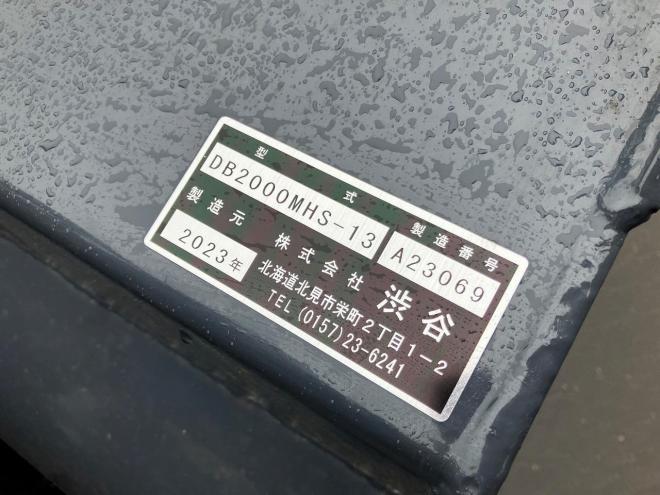 型式 製造番号
DB2000MHS-13 A23069
製造元 株式会社 渋谷
2023年 北海道北見市栄町2丁目1-2
TEL(0157)23-6241